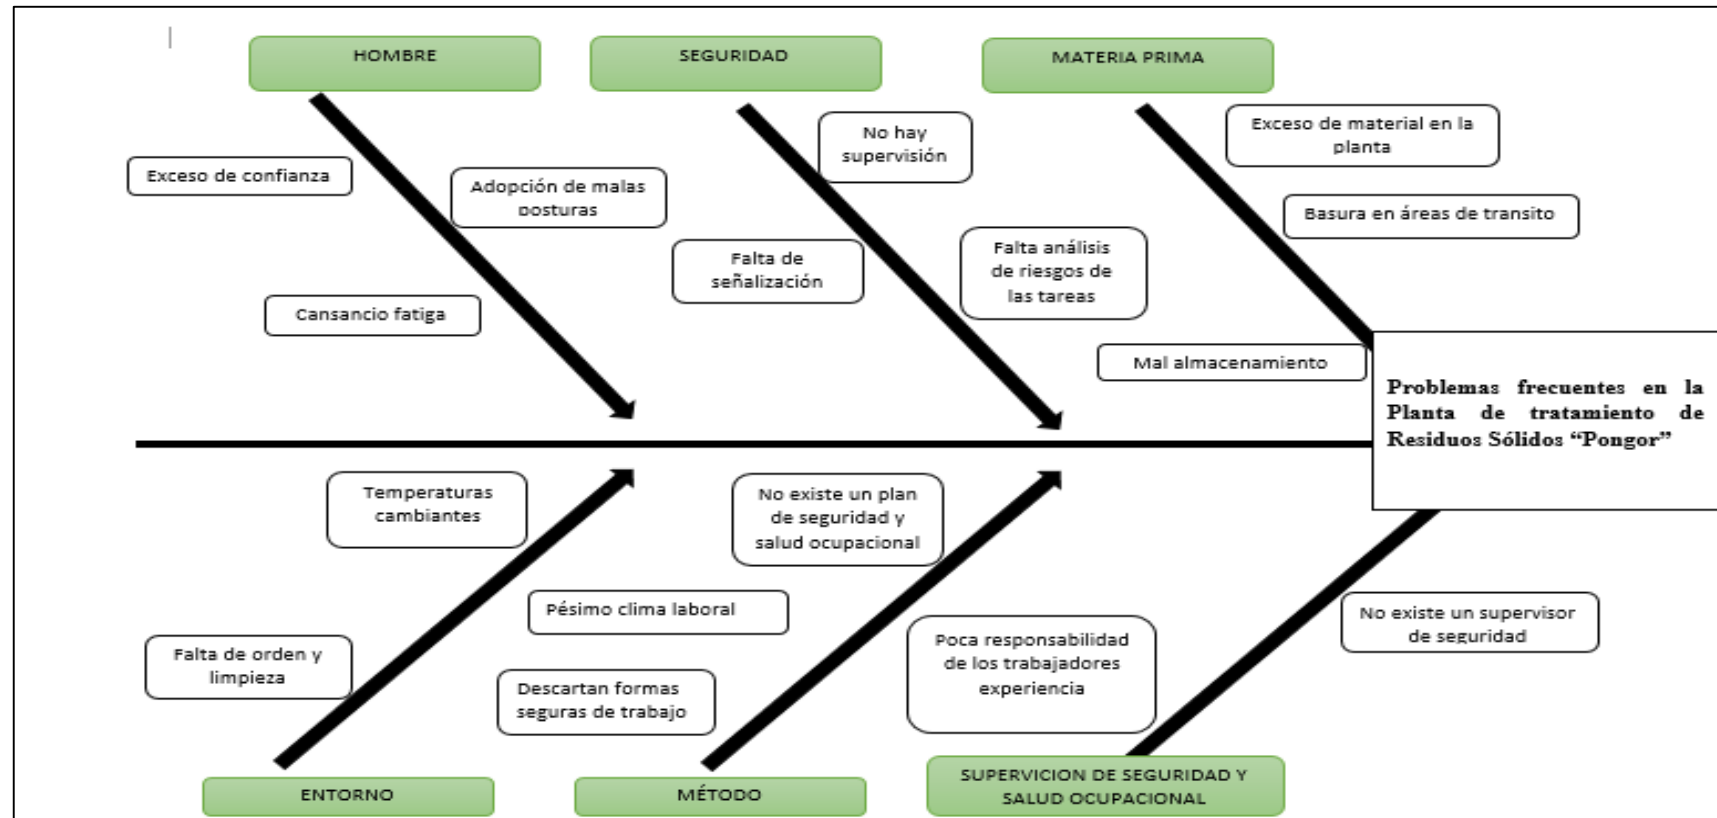 HOMBRE
SEGURIDAD
MATERIA PRIMA
Exceso de confianza
Adopción de malas
posturas
Cansancio fatiga
No hay
supervisión
Falta de
señalización
Falta análisis
de riesgos de
las tareas
Exceso de material en la
planta
Basura en áreas de transito
Mal almacenamiento
Problemas frecuentes en la
Planta de tratamiento de
Residuos Sólidos “Pongor”
Temperaturas
cambiantes
Falta de orden y
limpieza
No existe un plan
de seguridad y
salud ocupacional
Pésimo clima laboral
Descartan formas
seguras de trabajo
Poca responsabilidad
de los trabajadores
experiencia
No existe un supervisor
de seguridad
ENTORNO
MÉTODO
SUPERVICION DE SEGURIDAD Y
SALUD OCUPACIONAL